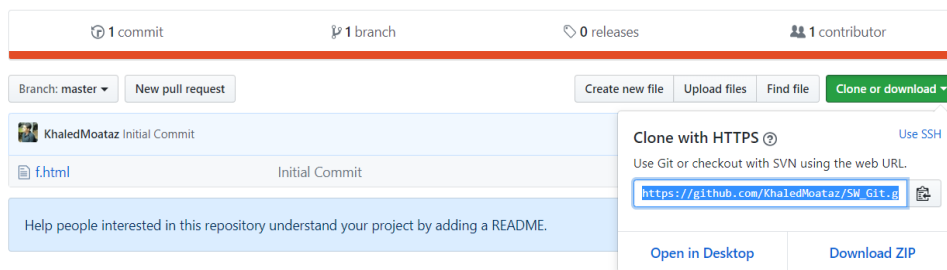 1 commit
1 branch
0 releases
1 contributor
Branch: master
New pull request
Create new file
Upload files
Find file
Clone or download
KhaledMoataz Initial Commit
f.html
Initial Commit
Help people interested in this repository understand your project by adding a README.
Clone with HTTPS
Use SSH
Use Git or checkout with SVN using the web URL.
https://github.com/KhaledMoataz/SW_Git.g
Open in Desktop
Download ZIP